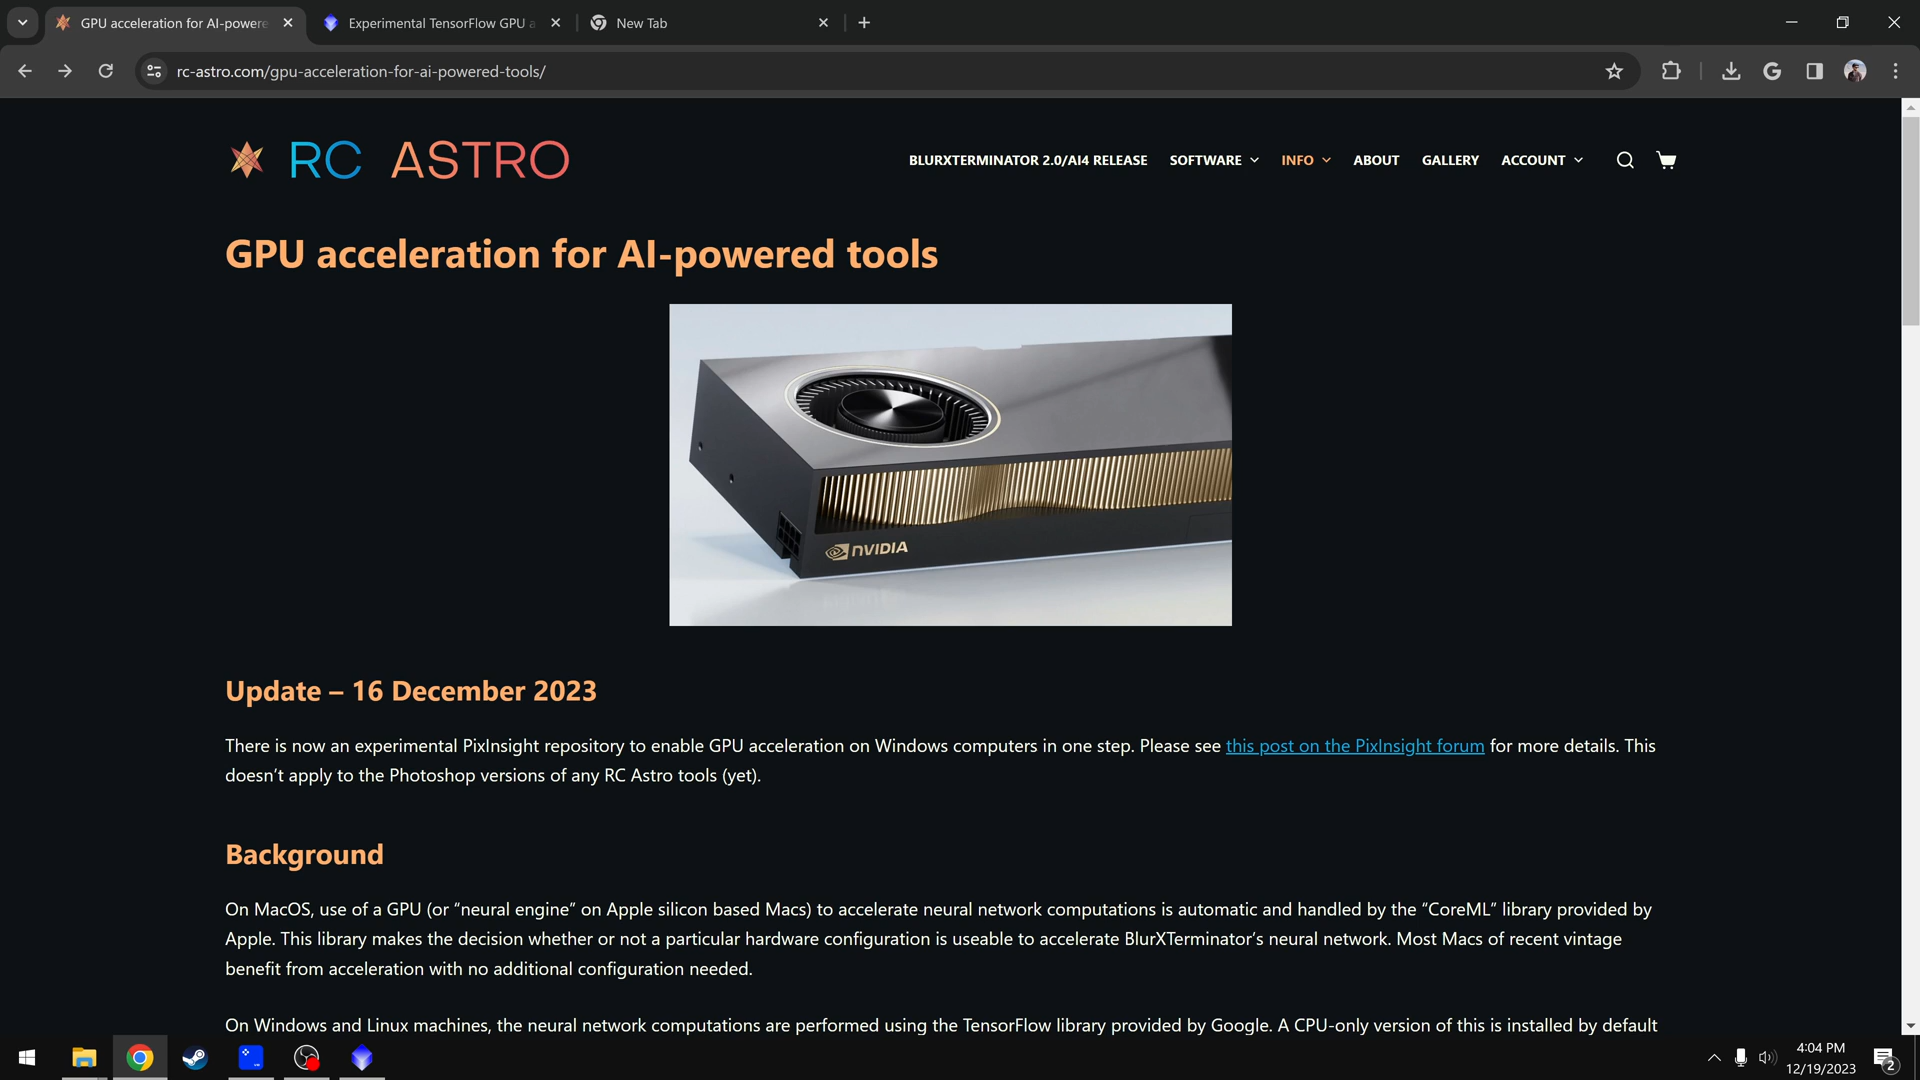 GPU acceleration for AI-powere
Experimental TensorFlow GPU a
New Tab
rc-astro.com/gpu-acceleration-for-ai-powered-tools/
RC ASTRO
BLURXTERMINATOR 2.0/AI4 RELEASE SOFTWARE INFO ABOUT GALLERY ACCOUNT
GPU acceleration for AI-powered tools
NVIDIA
Update – 16 December 2023
There is now an experimental PixInsight repository to enable GPU acceleration on Windows computers in one step. Please see this post on the PixInsight forum for more details. This
doesn’t apply to the Photoshop versions of any RC Astro tools (yet).
Background
On MacOS, use of a GPU (or “neural engine” on Apple silicon based Macs) to accelerate neural network computations is automatic and handled by the “CoreML” library provided by
Apple. This library makes the decision whether or not a particular hardware configuration is useable to accelerate BlurXTerminator’s neural network. Most Macs of recent vintage
benefit from acceleration with no additional configuration needed.
On Windows and Linux machines, the neural network computations are performed using the TensorFlow library provided by Google. A CPU-only version of this is installed by default
4:04 PM
12/19/2023
2